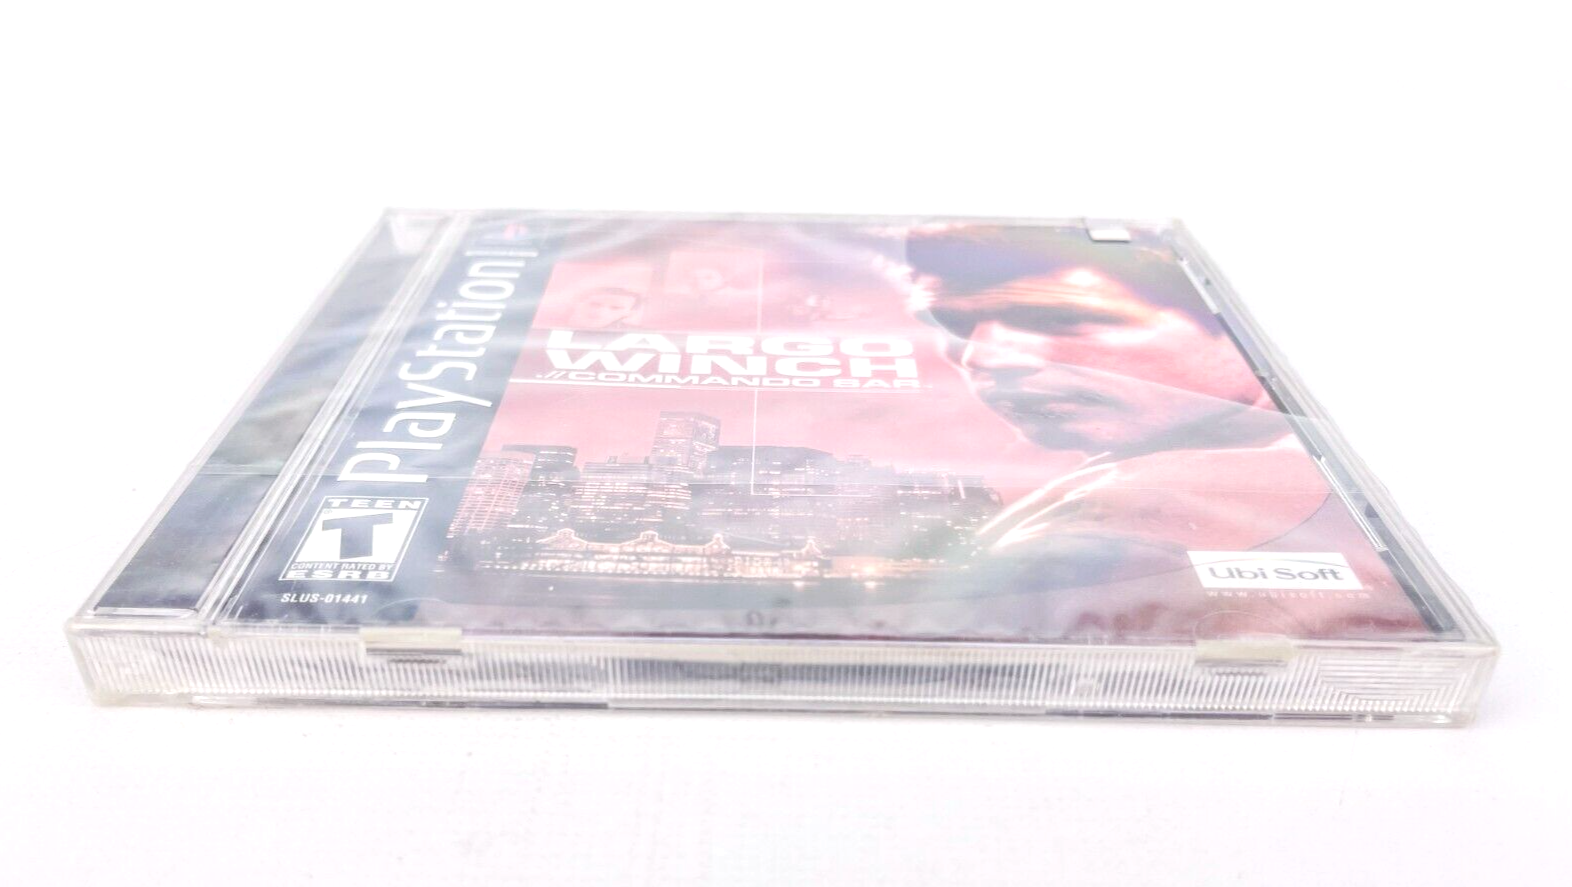 PlayStation
LARGO
WINCH
.// COMMANDO SAR.
TEEN
T
CONTENT RATED BY
ESRB
SLUS-01441
Ubi Soft
www.ubisoft.com